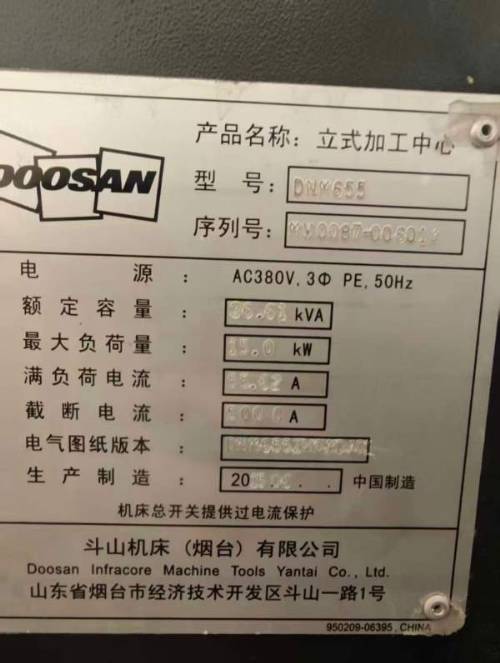 DOOSAN
产品名称: 立式加工中心
型 号: DNM655
序列号:
电 源 : AC380V, 3Φ PE, 50Hz
额定容量 : kVA
最大负荷量 : 15.0 kW
满负荷电流 : A
截断电流 : A
电气图纸版本 :
生产制造 : 20 中国制造
机床总开关提供过电流保护
斗山机床 (烟台) 有限公司
Doosan Infracore Machine Tools Yantai Co., Ltd.
山东省烟台市经济技术开发区斗山一路1号
950209-06395, CHINA